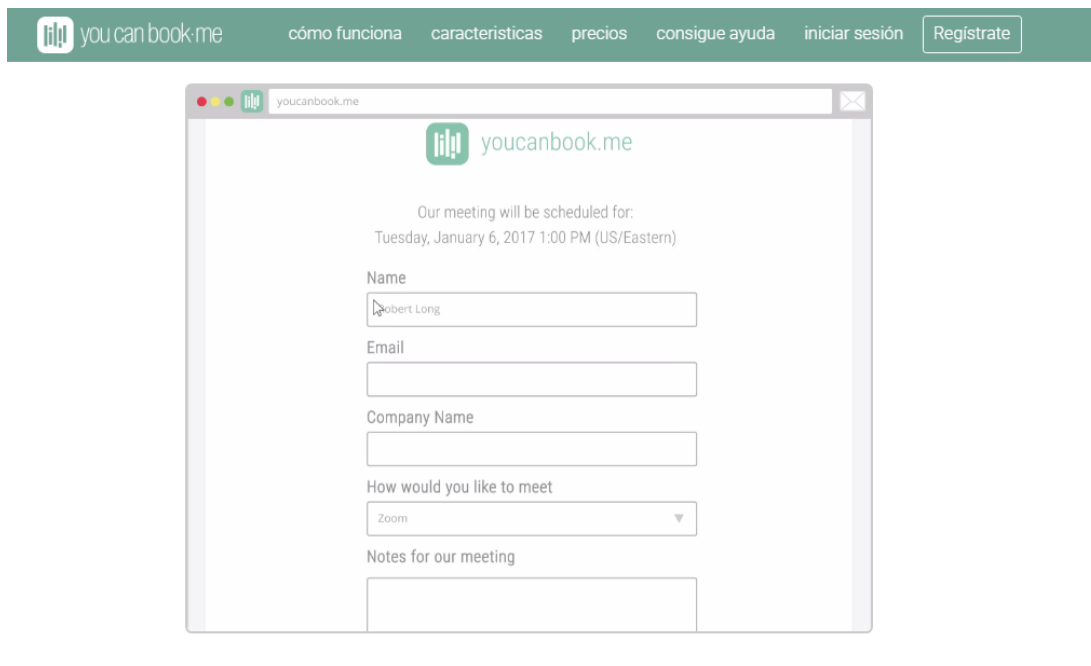 you can book·me cómo funciona caracteristicas precios consigue ayuda iniciar sesión Regístrate
youcanbook.me
youcanbook.me
Our meeting will be scheduled for:
Tuesday, January 6, 2017 1:00 PM (US/Eastern)
Name
Robert Long
Email
Company Name
How would you like to meet
Zoom
Notes for our meeting